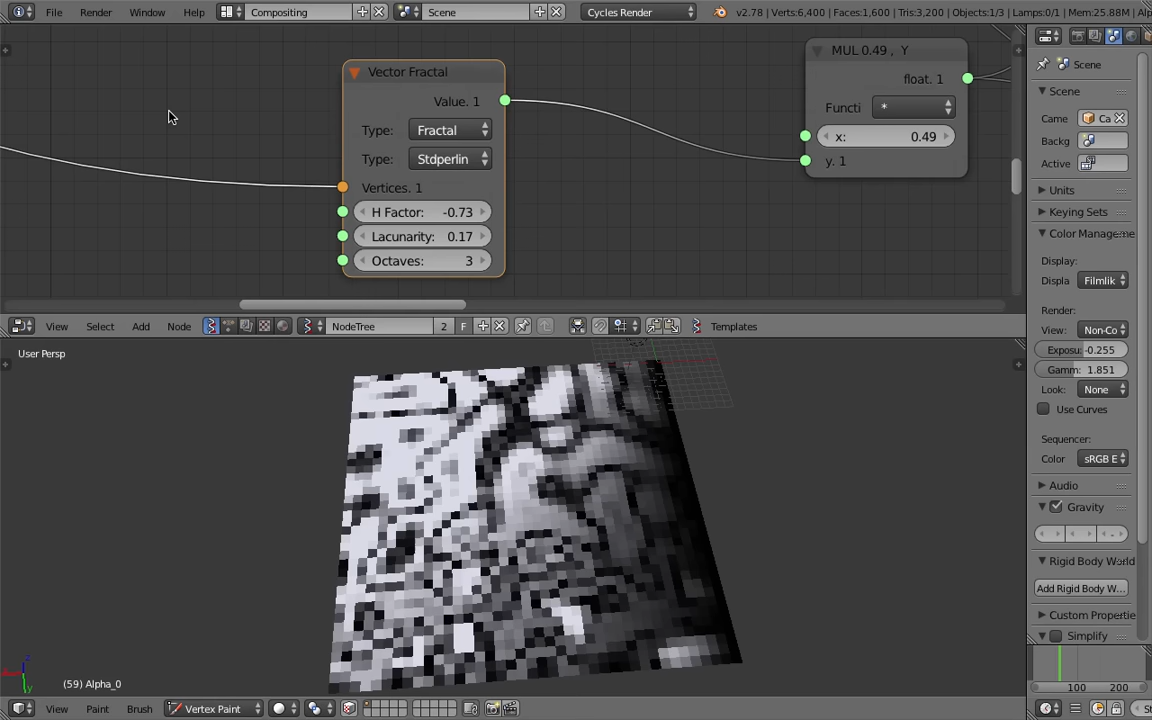 File Render Window Help Compositing Scene Cycles Render v2.78 | Verts:6,400 | Faces:1,600 | Tris:3,200 | Objects:1/3 | Lamps:0/1 | Mem:25.88M | Alp
Vector Fractal
Value. 1
Type: Fractal
Type: Stdperlin
Vertices. 1
H Factor: -0.73
Lacunarity: 0.17
Octaves: 3
MUL 0.49 , Y
float. 1
Functi *
x: 0.49
y. 1
Scene
Scene
Came Ca
Backg
Active
Units
Keying Sets
Color Manageme
Display:
Displa Filmlik
Render:
View: Non-Co
Exposu: -0.255
Gamm: 1.851
Look: None
Use Curves
Sequencer:
Color sRGB E
Audio
Gravity
Rigid Body World
Add Rigid Body W...
Custom Propertie
Simplify
100 200
View Select Add Node NodeTree 2 F Templates
User Persp
z
y
(59) Alpha_0
View Paint Brush Vertex Paint
St